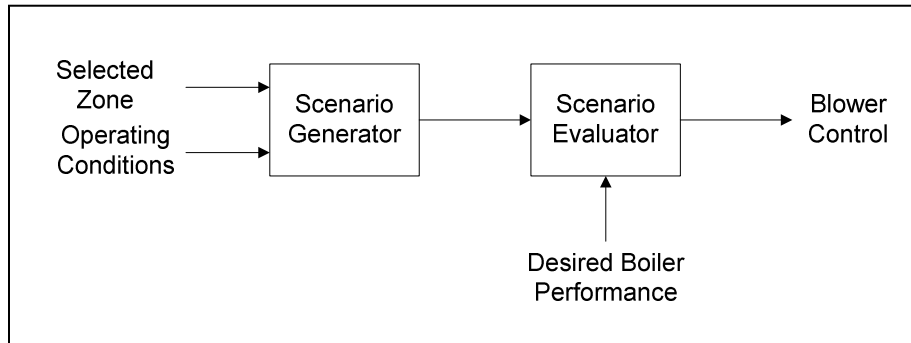 Selected
Zone
Operating
Conditions
Scenario
Generator
Scenario
Evaluator
Blower
Control
Desired Boiler
Performance